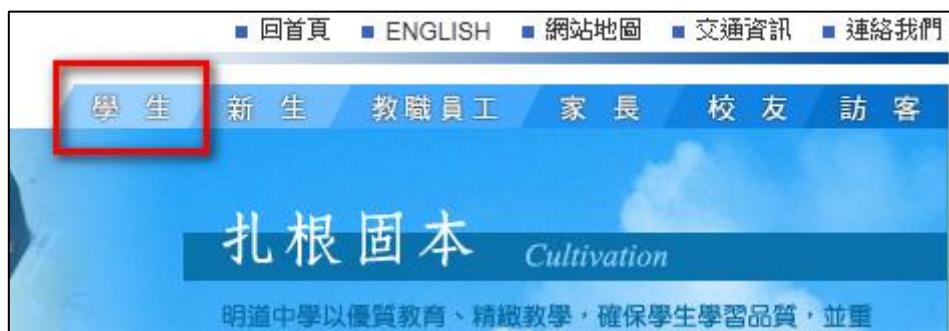 ■ 回首頁 ■ ENGLISH ■ 網站地圖 ■ 交通資訊 ■ 連絡我們
學生 新生 教職員工 家長 校友 訪客
扎根固本 Cultivation
明道中學以優質教育、精緻教學，確保學生學習品質，並重